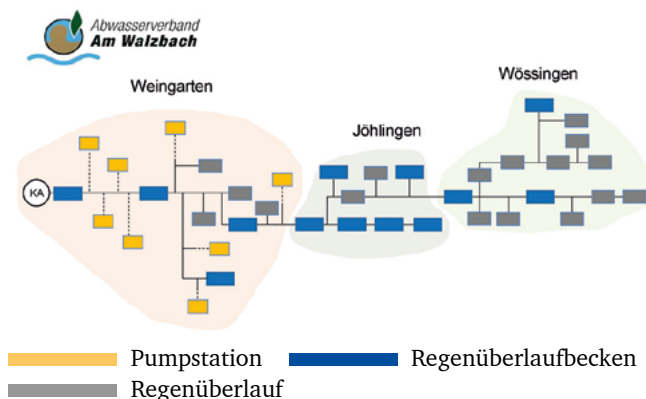 Abwasserverband
Am Walzbach
Weingarten
Wössingen
Jöhlingen
KA
Pumpstation
Regenüberlaufbecken
Regenüberlauf